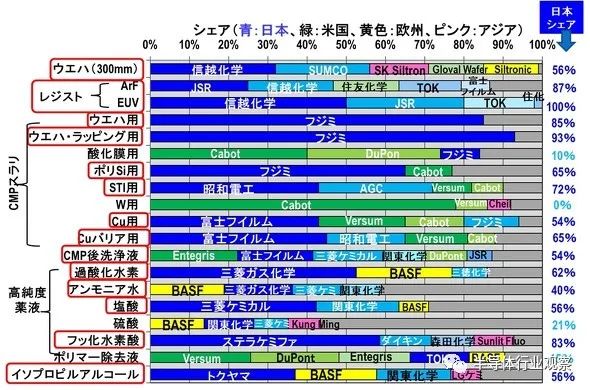 日本
シェア
シェア（青：日本、緑：米国、黄色：欧州、ピンク：アジア）
0% 10% 20% 30% 40% 50% 60% 70% 80% 90% 100%
ウエハ（300mm） 信越化学 SUMCO SK Siltron Gloval Wafer Siltronic 56%
レジスト
ArF JSR 信越化学 住友化学 TOK 富士フイルム 87%
EUV 信越化学 JSR TOK 住化 100%
CMPスラリ
ウエハ用 フジミ 85%
ウエハ・ラッピング用 フジミ 93%
酸化膜用 Cabot DuPon フジミ 10%
ポリSi用 フジミ Cabot 65%
STI用 昭和電工 AGC Versum Cabot 72%
W用 Cabot Versum Cheil 0%
Cu用 富士フイルム Versum Cabot フジミ 54%
Cuバリア用 富士フイルム 昭和電工 Versum Cabot 65%
CMP後洗浄液 Entegris 富士フイルム 三菱ケミカル 関東化学 DuPont JSR 54%
高純度
薬液
過酸化水素 三菱ガス化学 BASF 三徳化学 62%
アンモニア水 BASF 三菱ガス化学 三菱ケミ 関東化学 40%
塩酸 三菱ケミカル 関東化学 BASF 56%
硫酸 BASF 関東化学 三菱ケミ Kung Ming 21%
フッ化水素酸 ステラケミファ ダイキン 森田化学 Sunlit Fluo 83%
ポリマー除去液 Versum DuPont Entegris TOK BASF
イソプロピルアルコール トクヤマ BASF 関東化学 LG 56%
半导体行业观察